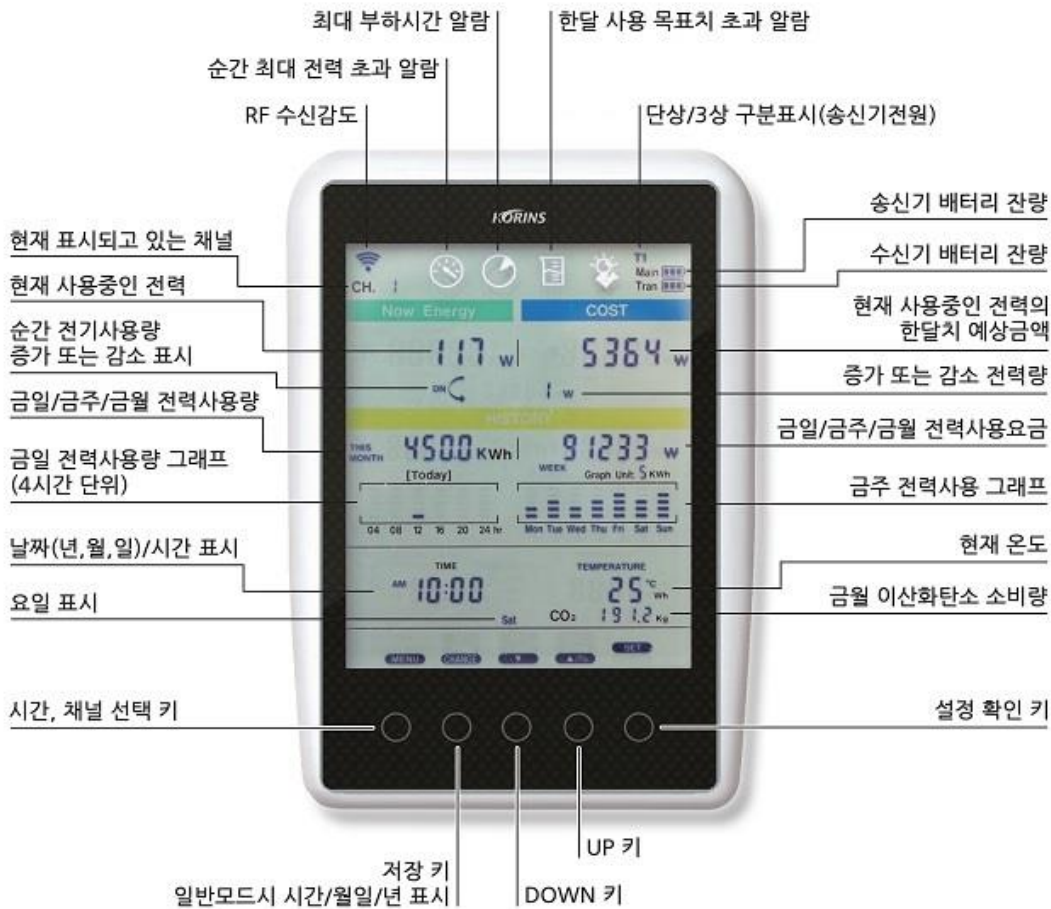 최대 부하시간 알람
한달 사용 목표치 초과 알람
순간 최대 전력 초과 알람
RF 수신감도
단상/3상 구분표시(송신기전원)
KORINS
송신기 배터리 잔량
수신기 배터리 잔량
현재 표시되고 있는 채널
현재 사용중인 전력
현재 사용중인 전력의
한달치 예상금액
순간 전기사용량
증가 또는 감소 표시
증가 또는 감소 전력량
금일/금주/금월 전력사용량
금일/금주/금월 전력사용요금
금일 전력사용량 그래프
(4시간 단위)
금주 전력사용 그래프
날짜(년,월,일)/시간 표시
현재 온도
요일 표시
금월 이산화탄소 소비량
T1
Main
Tran
CH. 1
Now Energy
COST
117 W
5364 W
DN
1 W
HISTORY
THIS MONTH
4500 KWh
91233 W
[Today]
WEEK
Graph Unit: 5 KWh
04 08 12 16 20 24 hr
Mon Tue Wed Thu Fri Sat Sun
TIME
TEMPERATURE
AM 10:00
25 °C
Wh
Sat
CO₂ 191.2 Kg
MENU
CHANGE
▼
SET
시간, 채널 선택 키
설정 확인 키
UP 키
저장 키
일반모드시 시간/월일/년 표시
DOWN 키